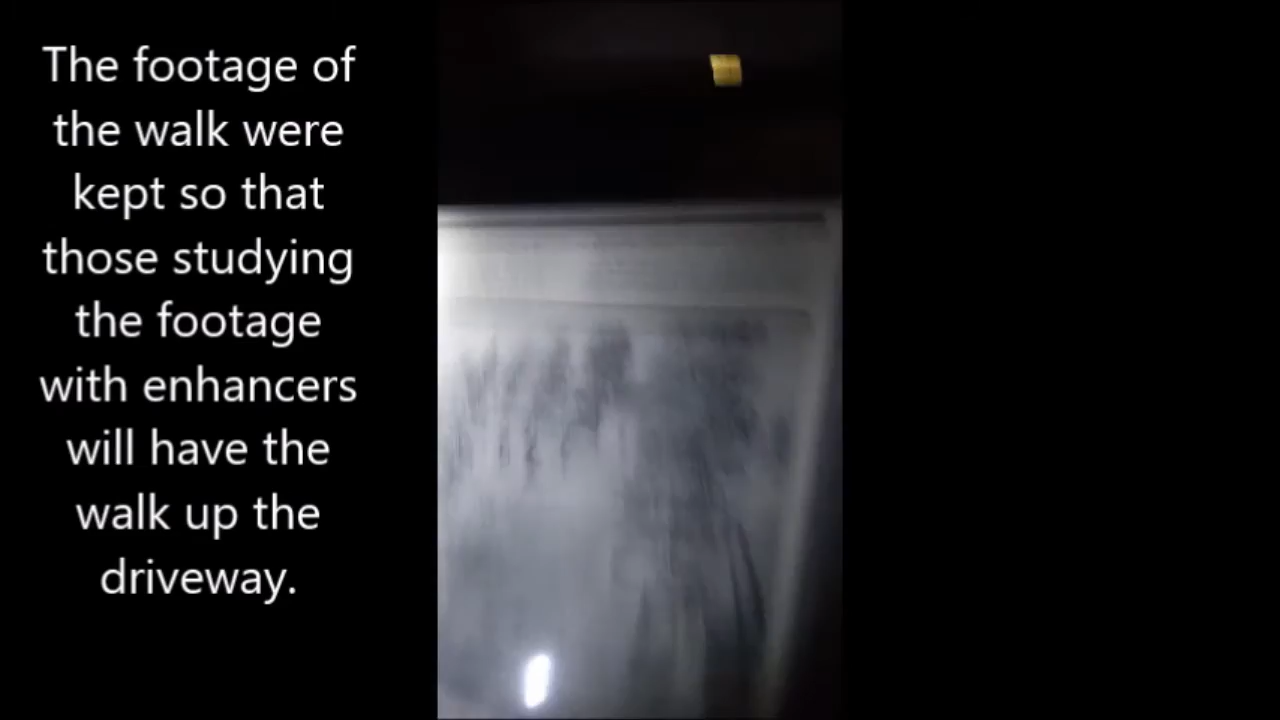 The footage of
the walk were
kept so that
those studying
the footage
with enhancers
will have the
walk up the
driveway.